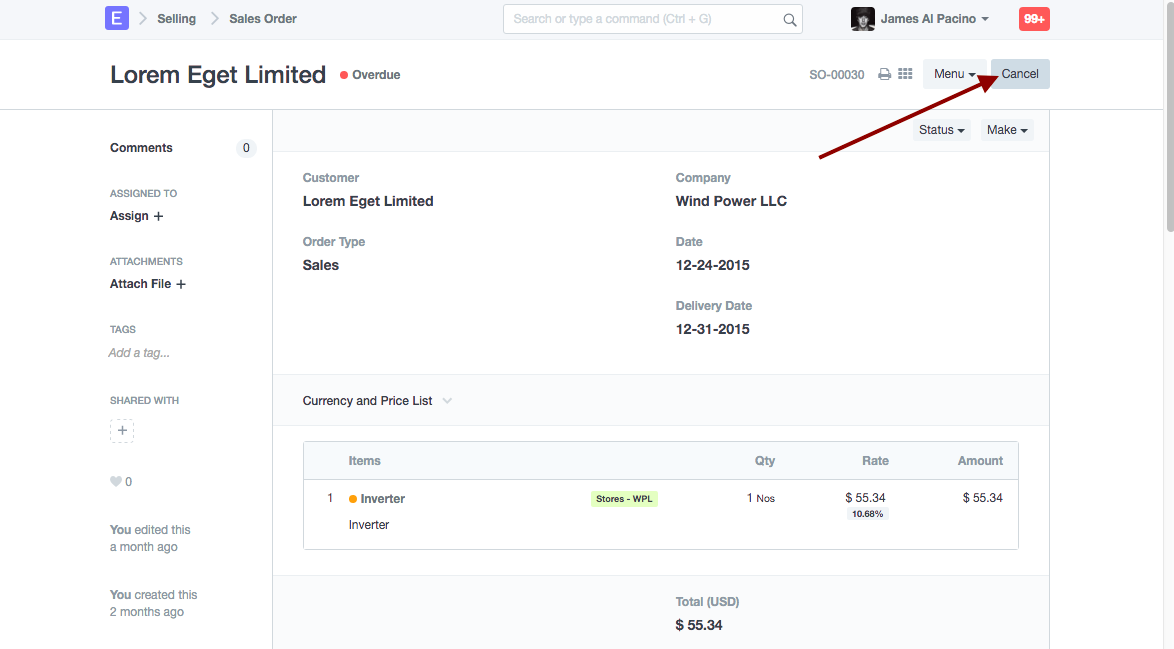 E Selling Sales Order Search or type a command (Ctrl + G) James Al Pacino 99+
Lorem Eget Limited Overdue SO-00030 Menu Cancel
Status Make
Comments 0
ASSIGNED TO
Assign +
ATTACHMENTS
Attach File +
TAGS
Add a tag...
SHARED WITH
+
0
You edited this
a month ago
You created this
2 months ago
Customer
Lorem Eget Limited
Order Type
Sales
Company
Wind Power LLC
Date
12-24-2015
Delivery Date
12-31-2015
Currency and Price List
Items Qty Rate Amount
1 Inverter Stores - WPL 1 Nos $ 55.34 $ 55.34
10.68%
Inverter
Total (USD)
$ 55.34